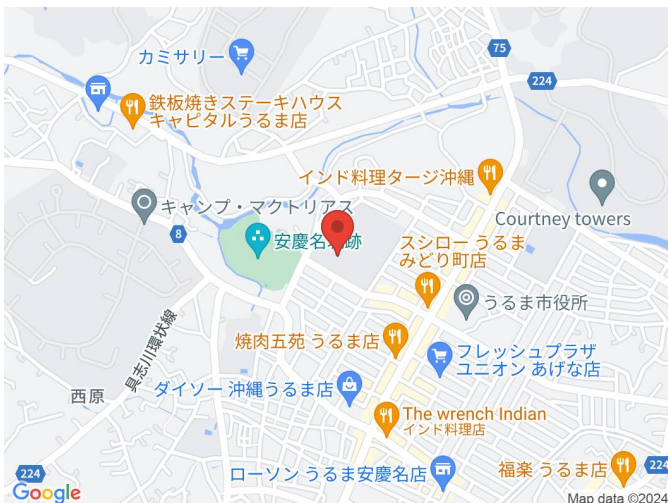 カミサリー
75
224
鉄板焼きステーキハウス
キャピタルうるま店
インド料理タージ沖縄
キャンプ・マクトリアス
Courtney towers
8
安慶名
跡
スシロー うるま
みどり町店
うるま市役所
具志川環状線
焼肉五苑 うるま店
フレッシュプラザ
ユニオン あげな店
西原
ダイソー 沖縄うるま店
The wrench Indian
インド料理店
224
ローソン うるま安慶名店
福楽 うるま店
224
Google
Map data ©2024